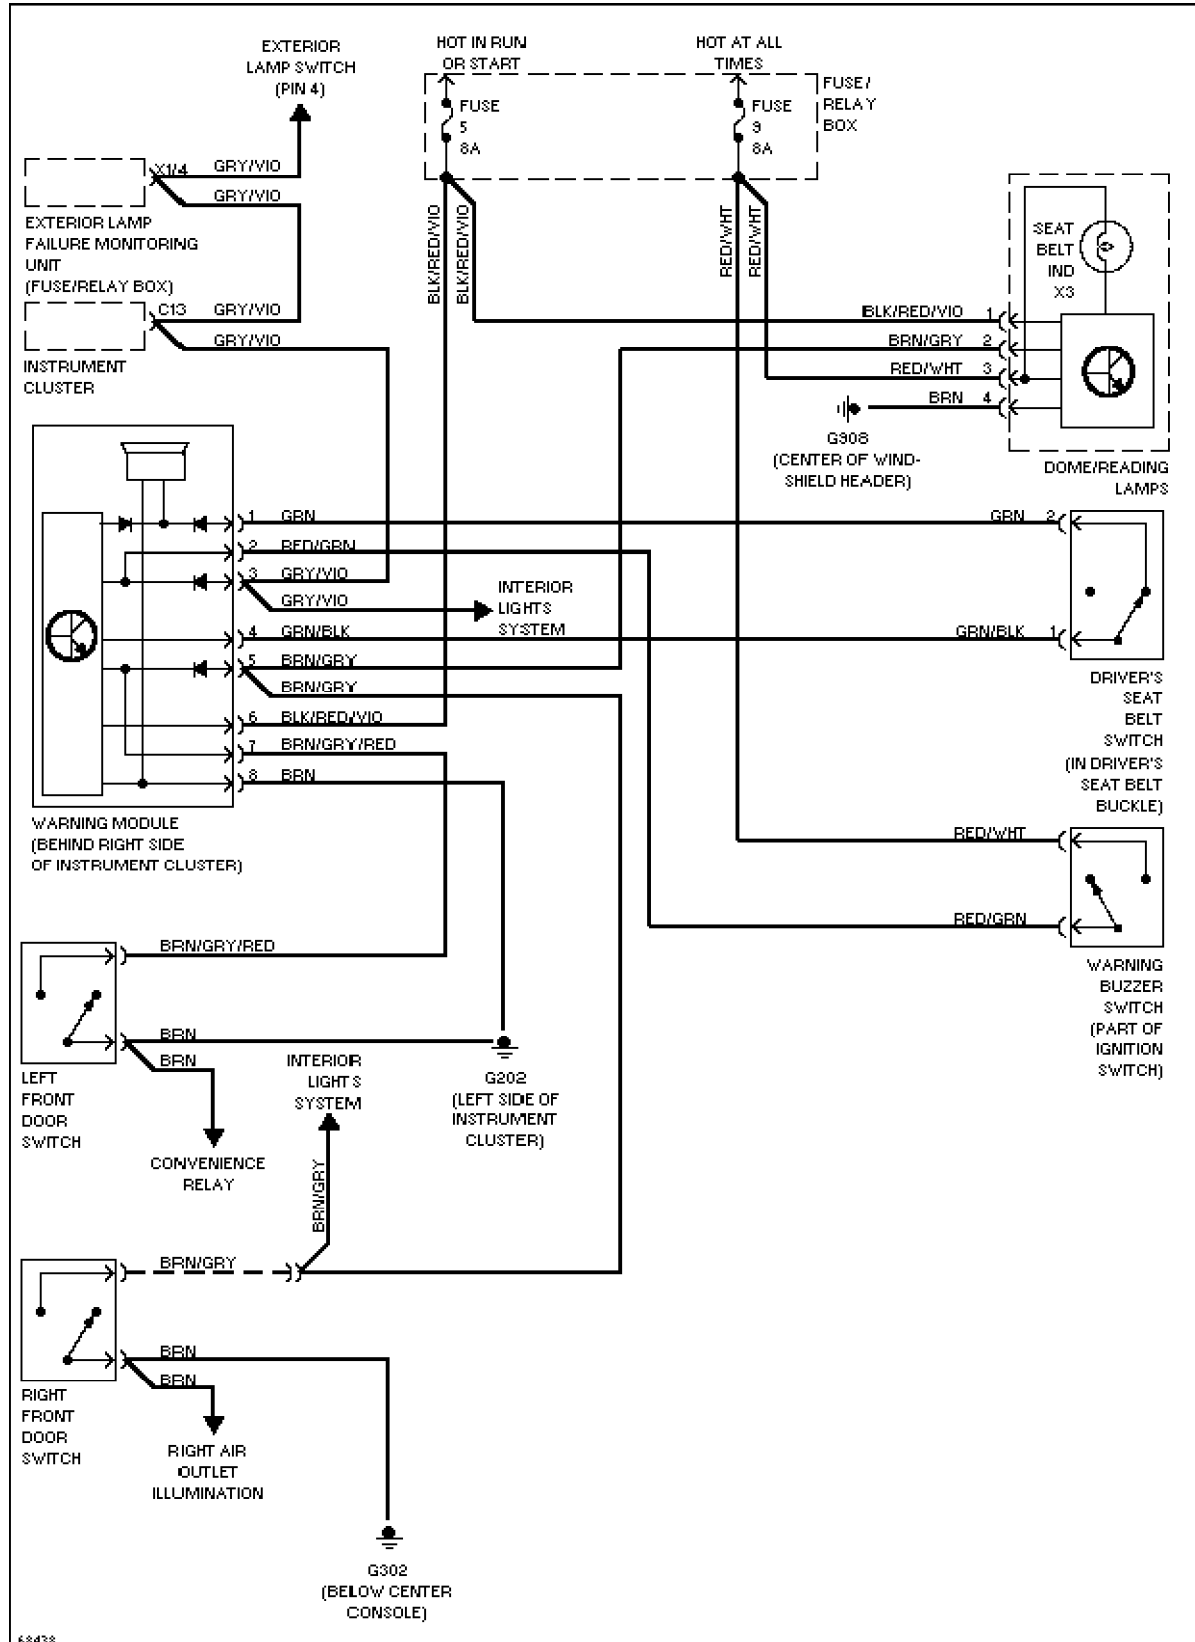 EXTERIOR
LAMP SWITCH
(PIN 4)
HOT IN RUN
OR START
HOT AT ALL
TIMES
FUSE
5
8A
FUSE
9
8A
FUSE/
RELAY
BOX
X1/4
GRY/VIO
GRY/VIO
EXTERIOR LAMP
FAILURE MONITORING
UNIT
(FUSE/RELAY BOX)
C13
GRY/VIO
GRY/VIO
INSTRUMENT
CLUSTER
BLK/RED/VIO
BLK/RED/VIO
RED/WHT
RED/WHT
SEAT
BELT
IND
X3
BLK/RED/VIO 1
BRN/GRY 2
RED/WHT 3
BRN 4
G908
(CENTER OF WIND-
SHIELD HEADER)
DOME/READING
LAMPS
1 GRN
2 RED/GRN
3 GRY/VIO
GRY/VIO
4 GRN/BLK
5 BRN/GRY
BRN/GRY
6 BLK/RED/VIO
7 BRN/GRY/RED
8 BRN
INTERIOR
LIGHTS
SYSTEM
GRN 2
GRN/BLK 1
DRIVER'S
SEAT
BELT
SWITCH
(IN DRIVER'S
SEAT BELT
BUCKLE)
WARNING MODULE
(BEHIND RIGHT SIDE
OF INSTRUMENT CLUSTER)
RED/WHT
RED/GRN
WARNING
BUZZER
SWITCH
(PART OF
IGNITION
SWITCH)
BRN/GRY/RED
BRN
BRN
LEFT
FRONT
DOOR
SWITCH
CONVENIENCE
RELAY
INTERIOR
LIGHTS
SYSTEM
G202
(LEFT SIDE OF
INSTRUMENT
CLUSTER)
BRN/GRY
BRN/GRY
BRN
BRN
RIGHT
FRONT
DOOR
SWITCH
RIGHT AIR
OUTLET
ILLUMINATION
G302
(BELOW CENTER
CONSOLE)
68438